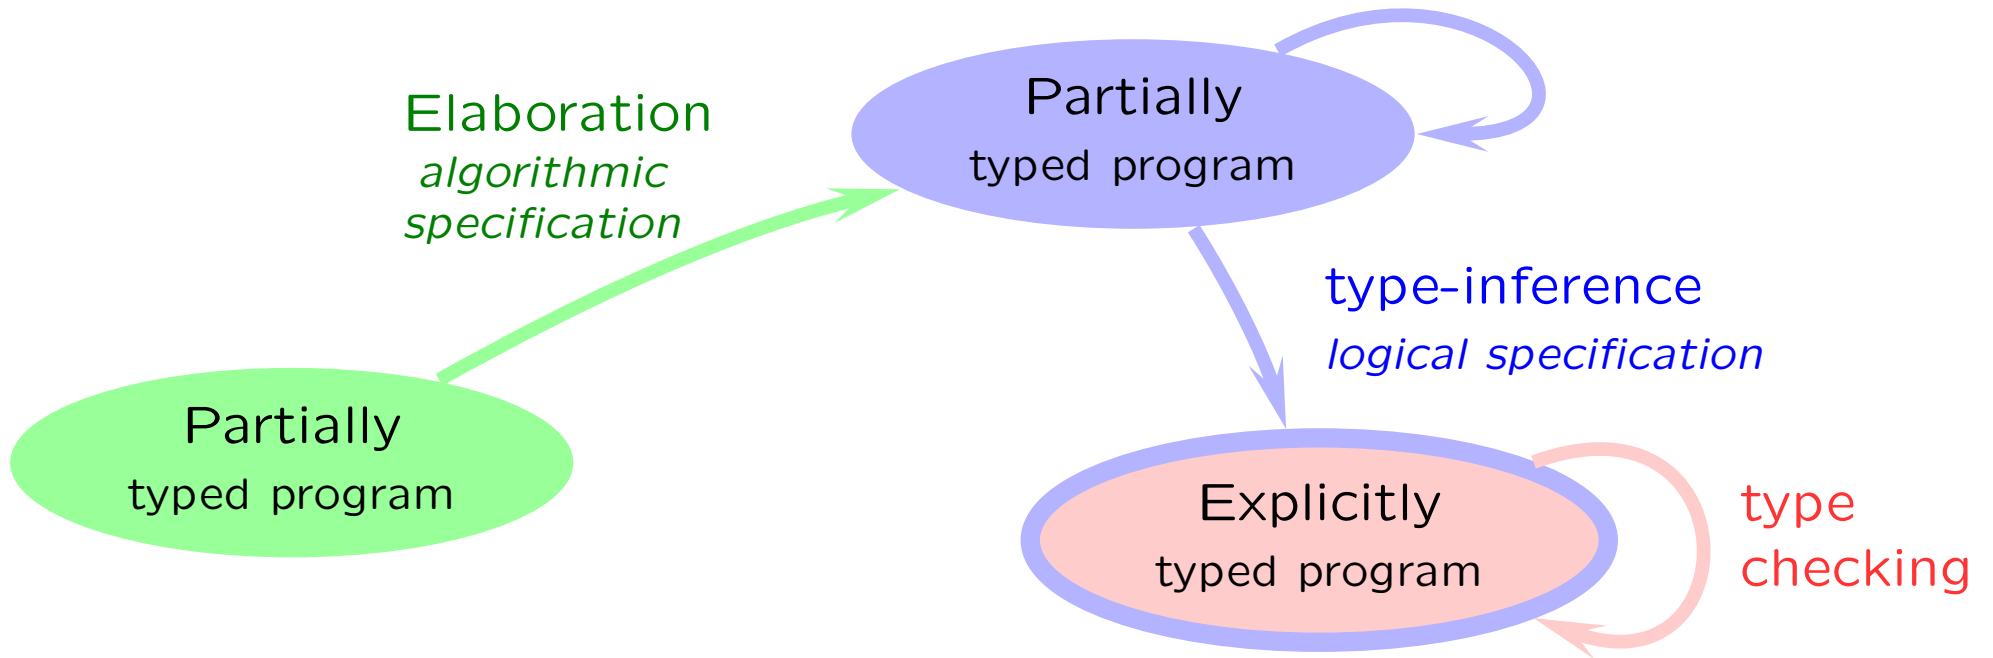 Elaboration
algorithmic
specification
Partially
typed program
type-inference
logical specification
Partially
typed program
Explicitly
typed program
type
checking